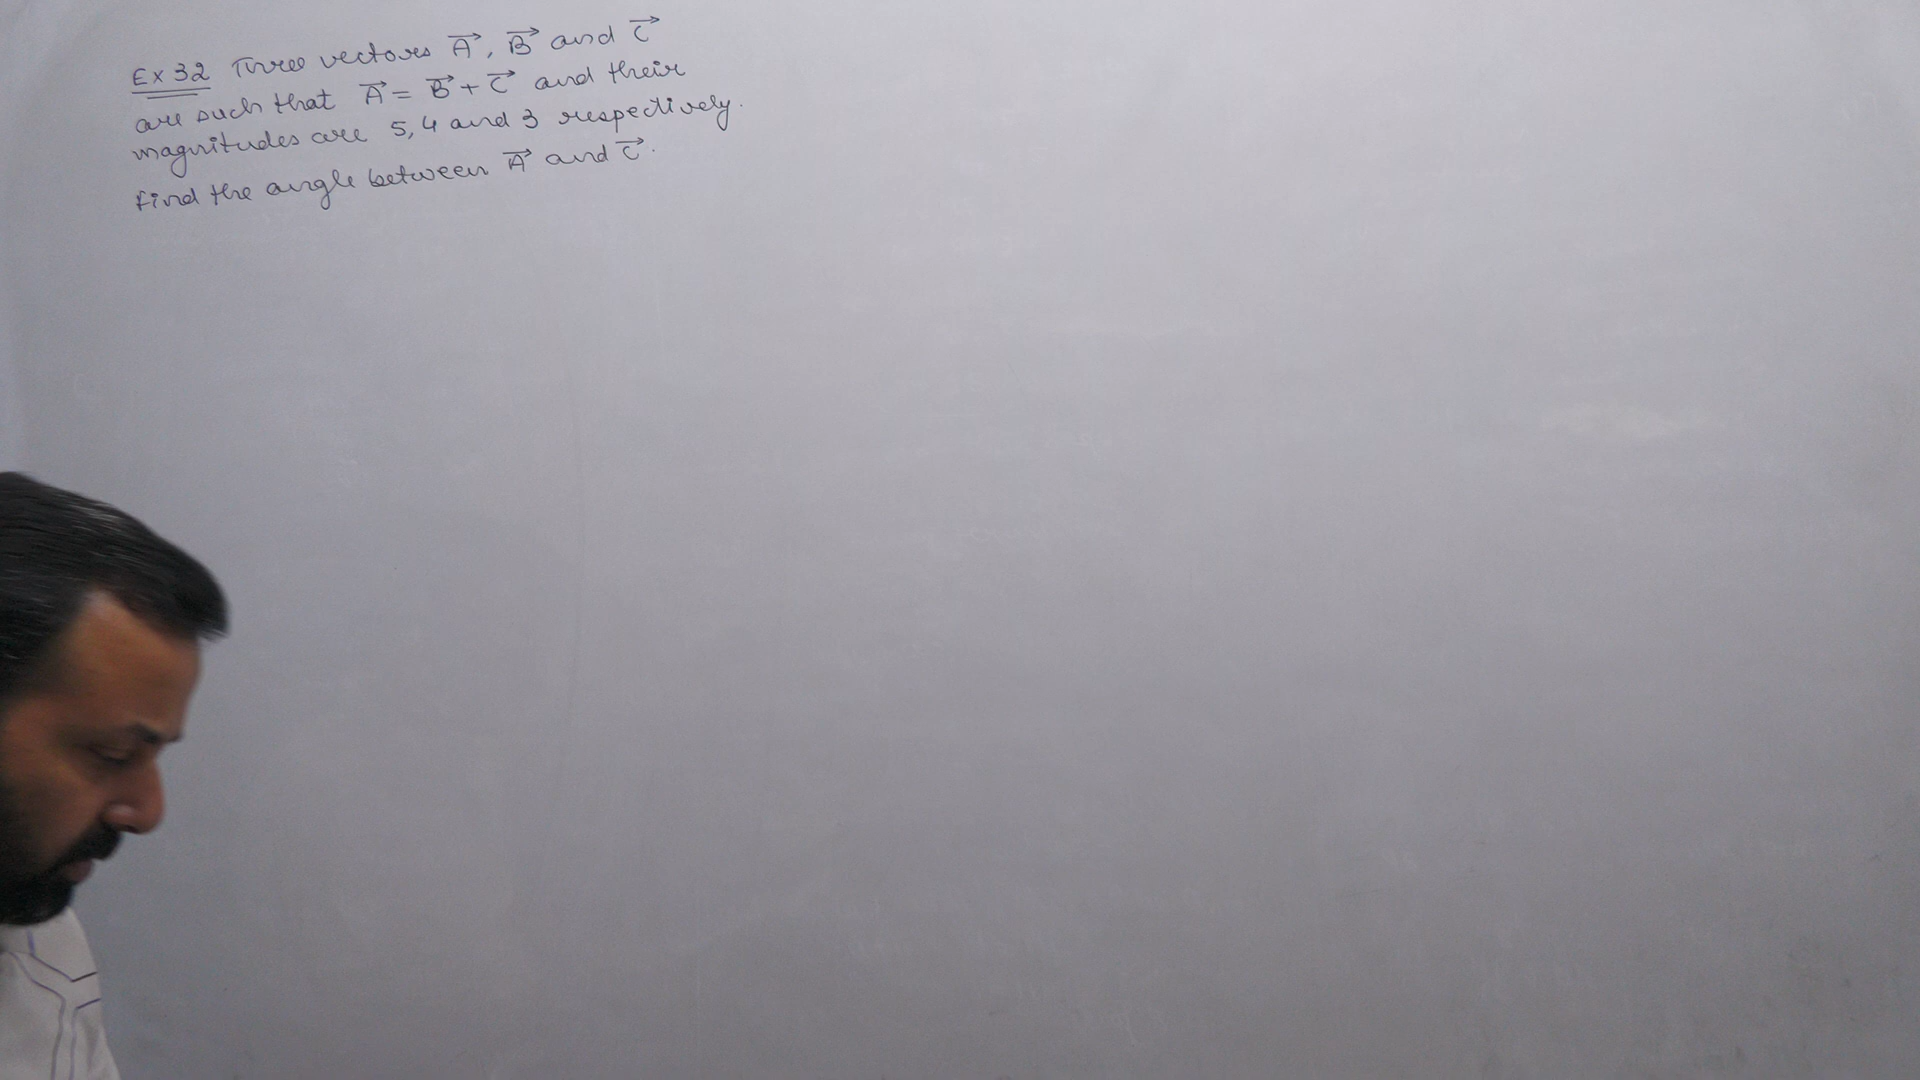 Ex 32 Three vectors A⃗, B⃗ and C⃗
are such that A⃗ = B⃗ + C⃗ and their
magnitudes are 5, 4 and 3 respectively.
find the angle between A⃗ and C⃗.